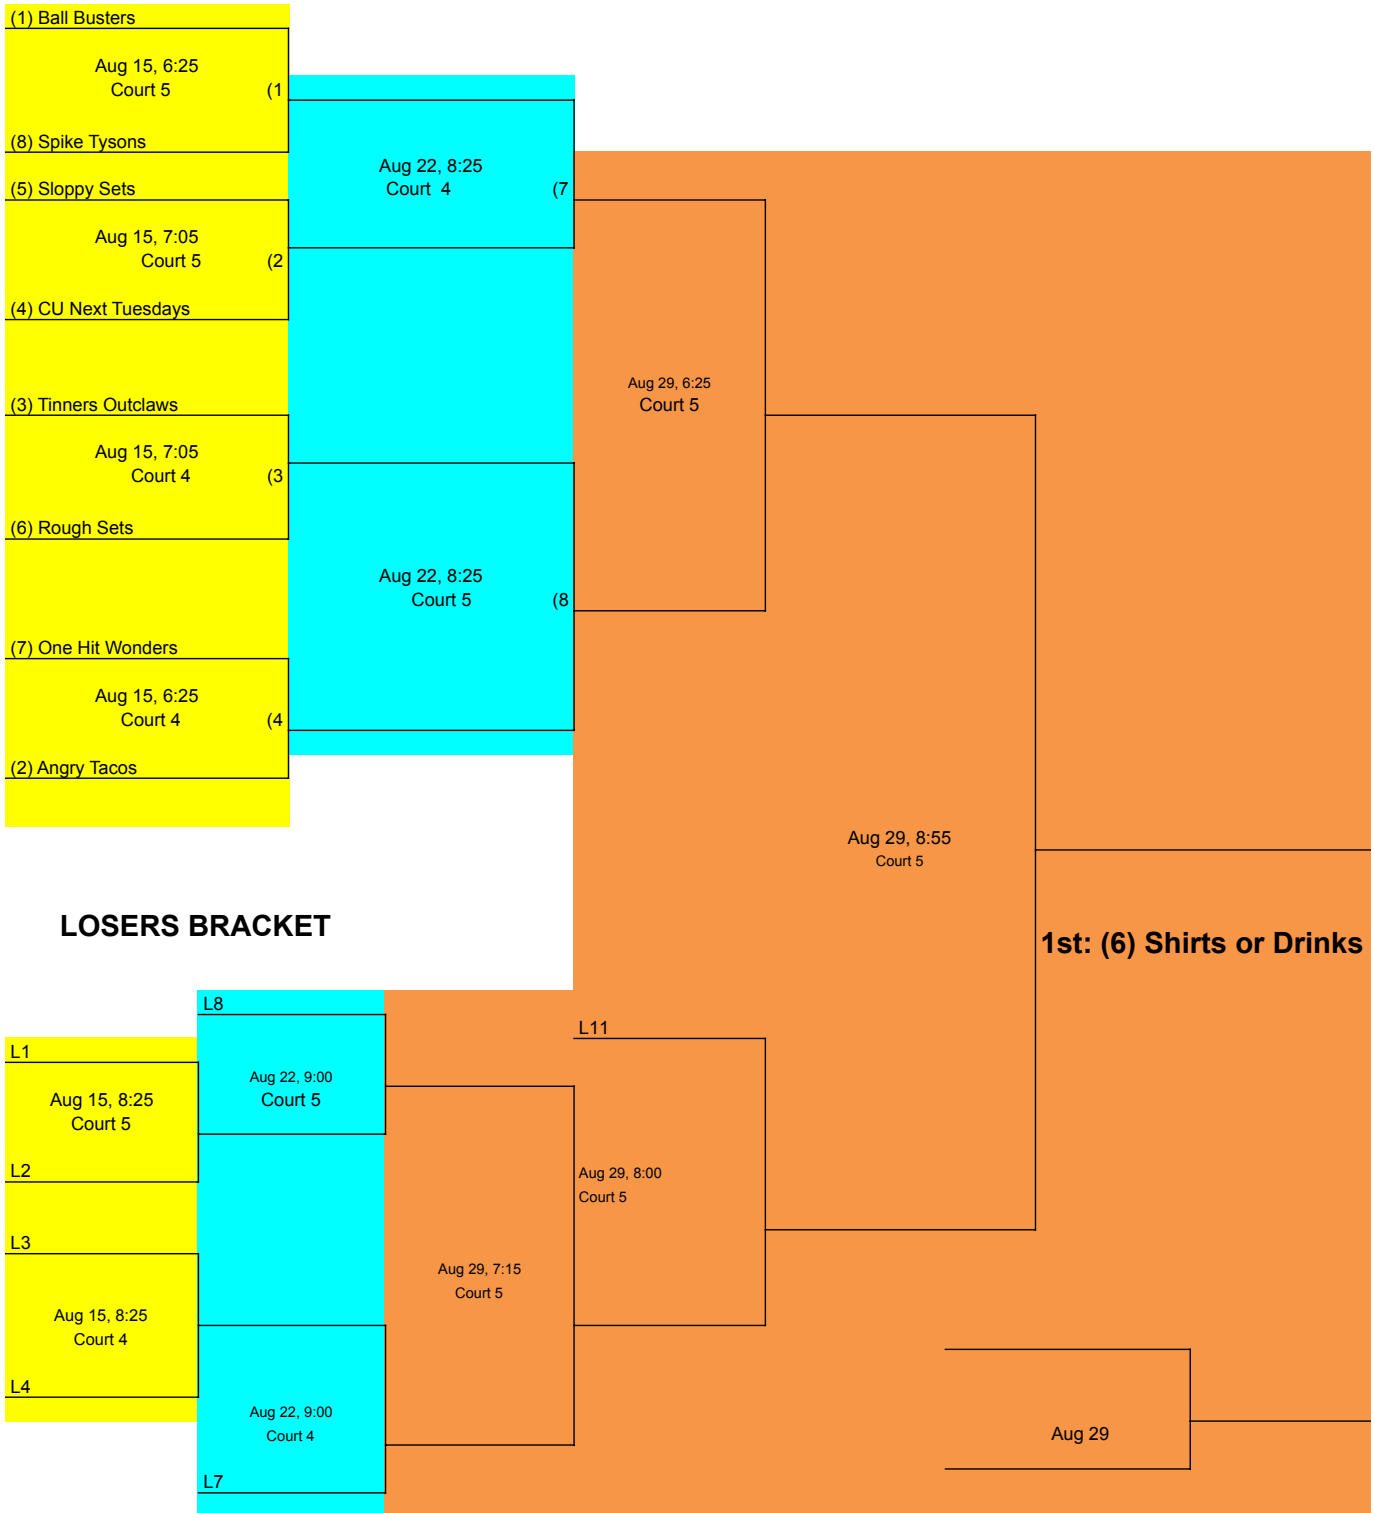 (1) Ball Busters
Aug 15, 6:25
Court 5 (1
(8) Spike Tysons
(5) Sloppy Sets
Aug 15, 7:05
Court 5 (2
(4) CU Next Tuesdays
(3) Tinners Outclaws
Aug 15, 7:05
Court 4 (3
(6) Rough Sets
(7) One Hit Wonders
Aug 15, 6:25
Court 4 (4
(2) Angry Tacos
Aug 22, 8:25
Court 4 (7
Aug 22, 8:25
Court 5 (8
Aug 29, 6:25
Court 5
Aug 29, 8:55
Court 5
1st: (6) Shirts or Drinks
LOSERS BRACKET
L1
Aug 15, 8:25
Court 5
L2
L3
Aug 15, 8:25
Court 4
L4
L8
Aug 22, 9:00
Court 5
Aug 22, 9:00
Court 4
L7
Aug 29, 7:15
Court 5
L11
Aug 29, 8:00
Court 5
Aug 29